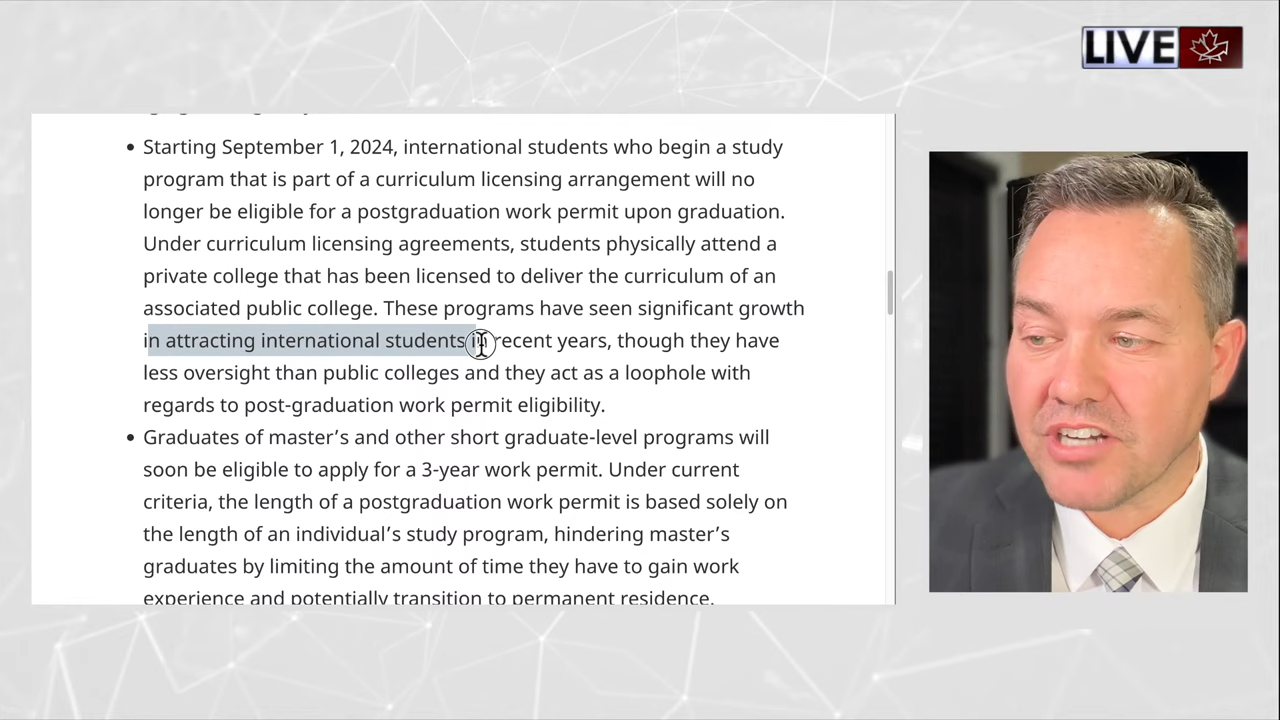 LIVE
Starting September 1, 2024, international students who begin a study
program that is part of a curriculum licensing arrangement will no
longer be eligible for a postgraduation work permit upon graduation.
Under curriculum licensing agreements, students physically attend a
private college that has been licensed to deliver the curriculum of an
associated public college. These programs have seen significant growth
in attracting international students in recent years, though they have
less oversight than public colleges and they act as a loophole with
regards to post-graduation work permit eligibility.
Graduates of master’s and other short graduate-level programs will
soon be eligible to apply for a 3-year work permit. Under current
criteria, the length of a postgraduation work permit is based solely on
the length of an individual’s study program, hindering master’s
graduates by limiting the amount of time they have to gain work
experience and potentially transition to permanent residence.